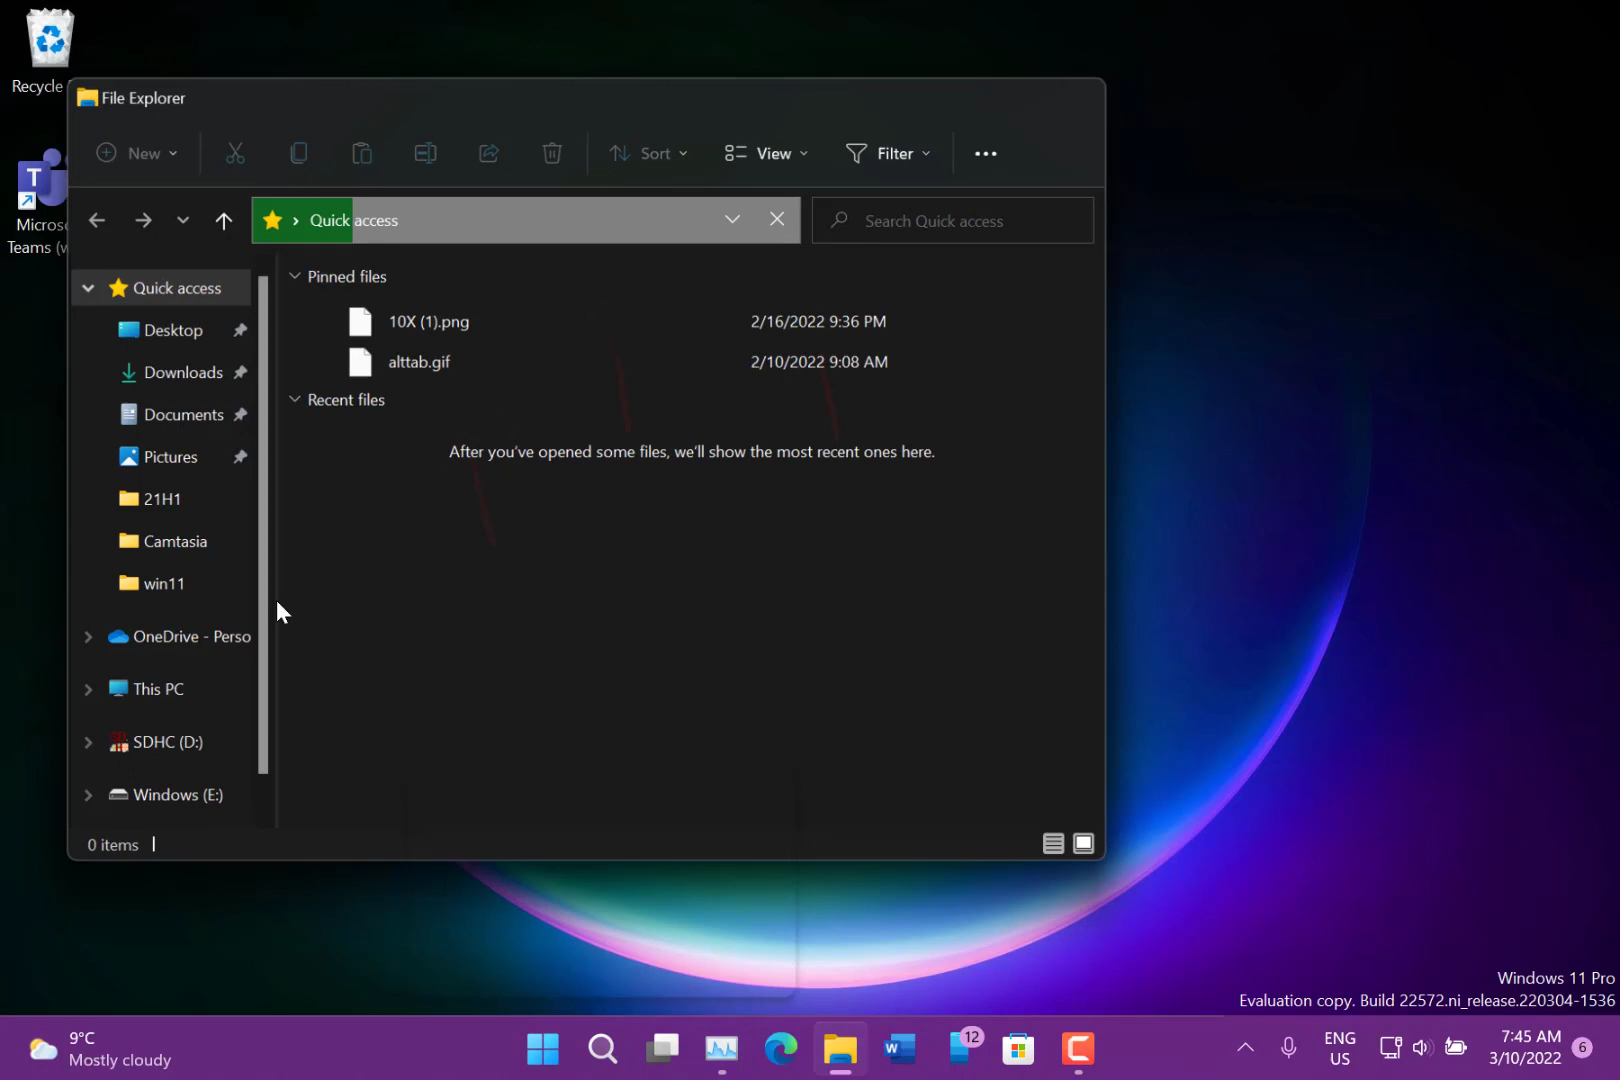 Recycle
T
Micros
Teams (w
File Explorer
New
Sort
View
Filter
Quick access
Search Quick access
Quick access
Desktop
Downloads
Documents
Pictures
21H1
Camtasia
win11
OneDrive - Perso
This PC
SDHC (D:)
Windows (E:)
Pinned files
10X (1).png 2/16/2022 9:36 PM
alttab.gif 2/10/2022 9:08 AM
Recent files
After you've opened some files, we'll show the most recent ones here.
0 items
Windows 11 Pro
Evaluation copy. Build 22572.ni_release.220304-1536
9°C
Mostly cloudy
W
12
ENG
US
7:45 AM
3/10/2022
6